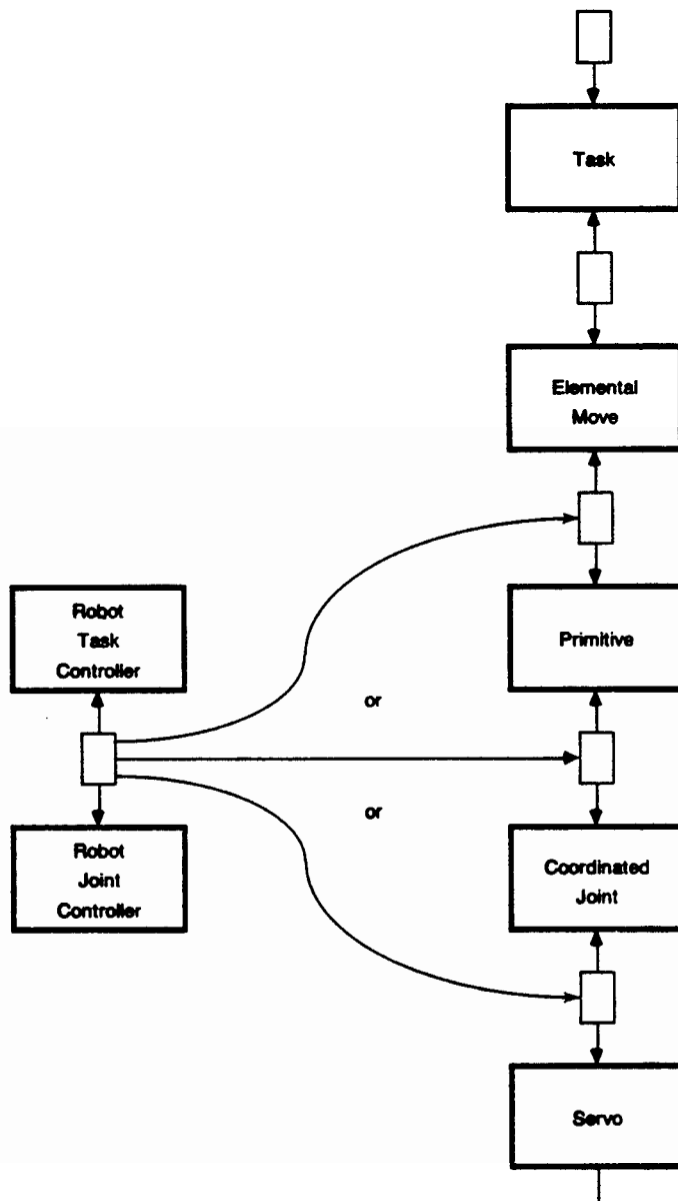 Task
Elemental
Move
Robot
Task
Controller
Primitive
or
or
Robot
Joint
Controller
Coordinated
Joint
Servo